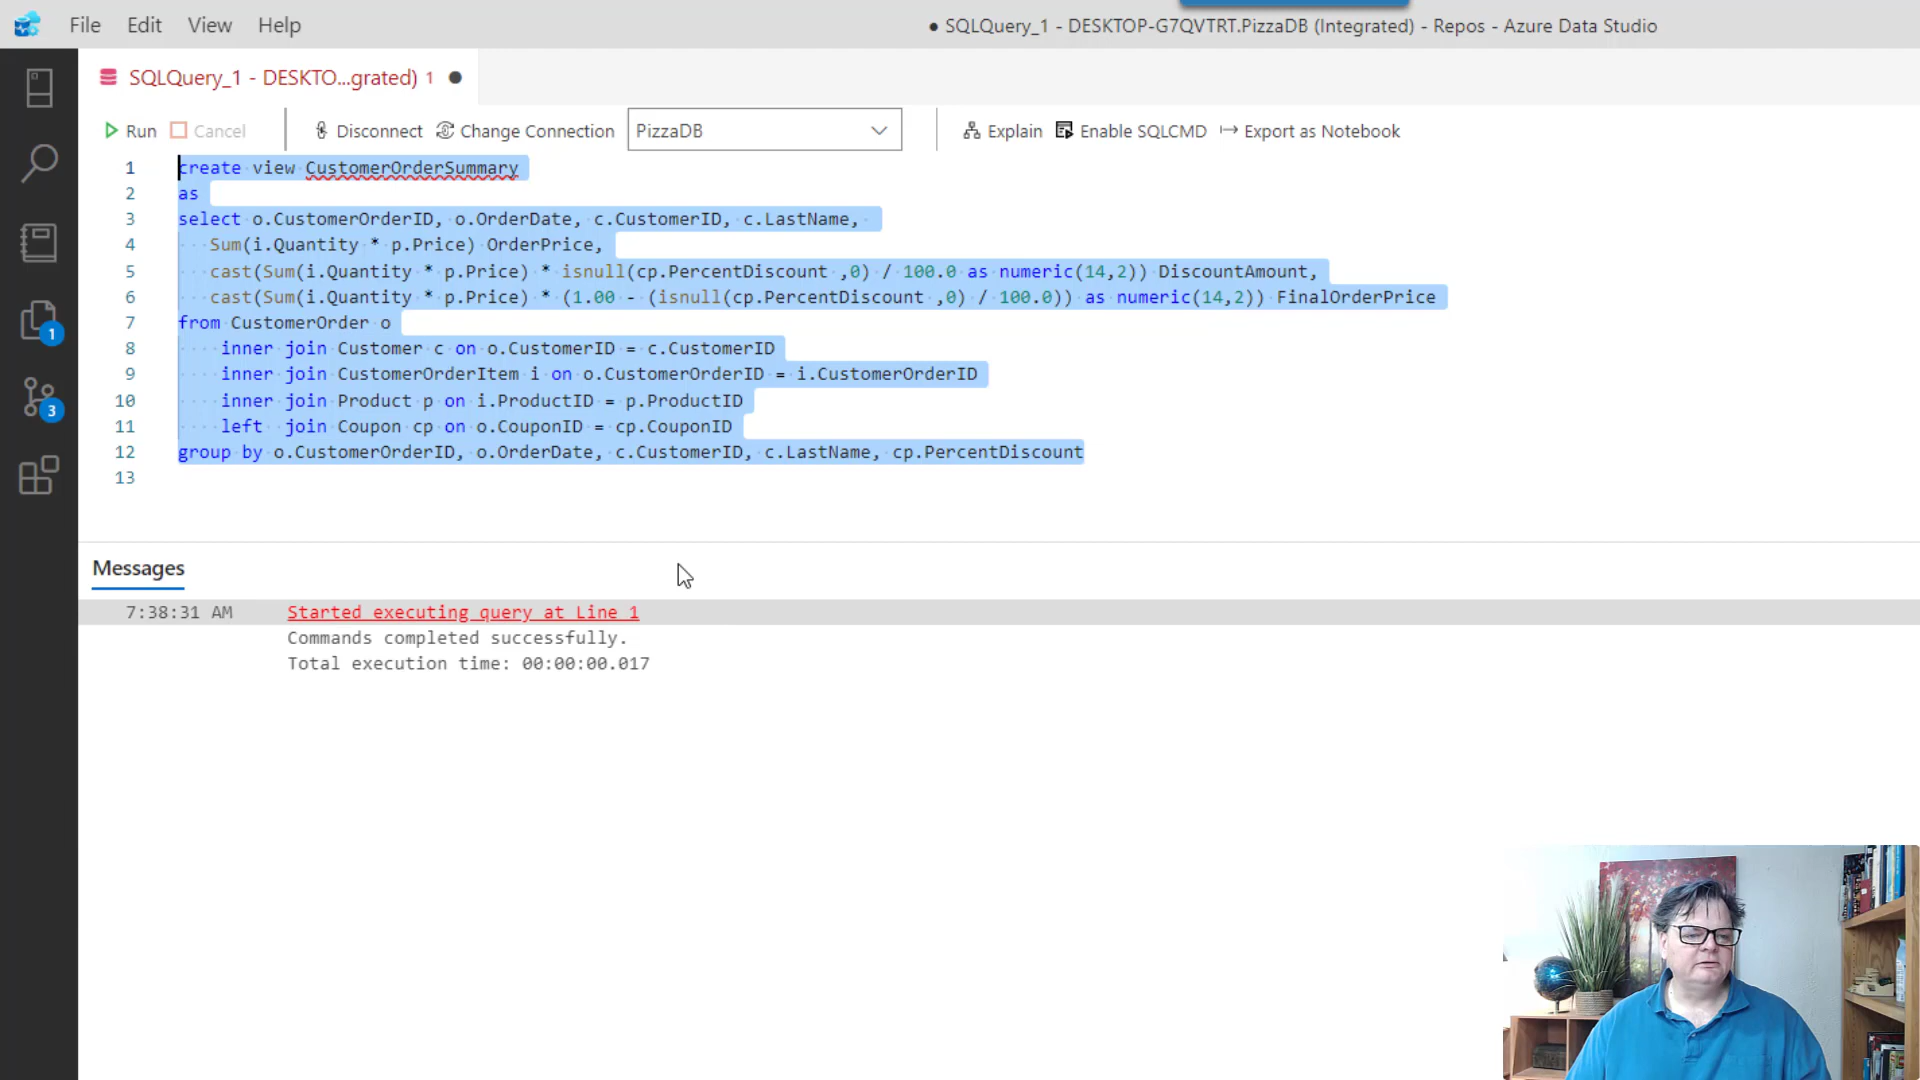 File Edit View Help
● SQLQuery_1 - DESKTOP-G7QVTRT.PizzaDB (Integrated) - Repos - Azure Data Studio
SQLQuery_1 - DESKTO...grated) 1 ●
Run Cancel Disconnect Change Connection PizzaDB Explain Enable SQLCMD Export as Notebook
1 create view CustomerOrderSummary
2 as
3 select o.CustomerOrderID, o.OrderDate, c.CustomerID, c.LastName,
4 Sum(i.Quantity * p.Price) OrderPrice,
5 cast(Sum(i.Quantity * p.Price) * isnull(cp.PercentDiscount ,0) / 100.0 as numeric(14,2)) DiscountAmount,
6 cast(Sum(i.Quantity * p.Price) * (1.00 - (isnull(cp.PercentDiscount ,0) / 100.0)) as numeric(14,2)) FinalOrderPrice
7 from CustomerOrder o
8 inner join Customer c on o.CustomerID = c.CustomerID
9 inner join CustomerOrderItem i on o.CustomerOrderID = i.CustomerOrderID
10 inner join Product p on i.ProductID = p.ProductID
11 left join Coupon cp on o.CouponID = cp.CouponID
12 group by o.CustomerOrderID, o.OrderDate, c.CustomerID, c.LastName, cp.PercentDiscount
13
1
3
Messages
7:38:31 AM Started executing query at Line 1
Commands completed successfully.
Total execution time: 00:00:00.017